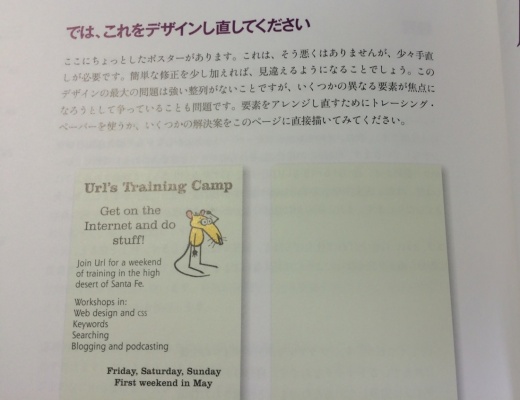 では、これをデザインし直してください
ここにちょっとしたポスターがあります。これは、そう悪くはありませんが、少々手直
しが必要です。簡単な修正を少し加えれば、見違えるようになることでしょう。この
デザインの最大の問題は強い整列がないことですが、いくつかの異なる要素が焦点に
なろうとして争っていることも問題です。要素をアレンジし直すためにトレーシング・
ペーパーを使うか、いくつかの解決案をこのページに直接描いてみてください。
Url's Training Camp
Get on the
Internet and do
stuff!
Join Url for a weekend
of training in the high
desert of Santa Fe.
Workshops in:
Web design and css
Keywords
Searching
Blogging and podcasting
Friday, Saturday, Sunday
First weekend in May